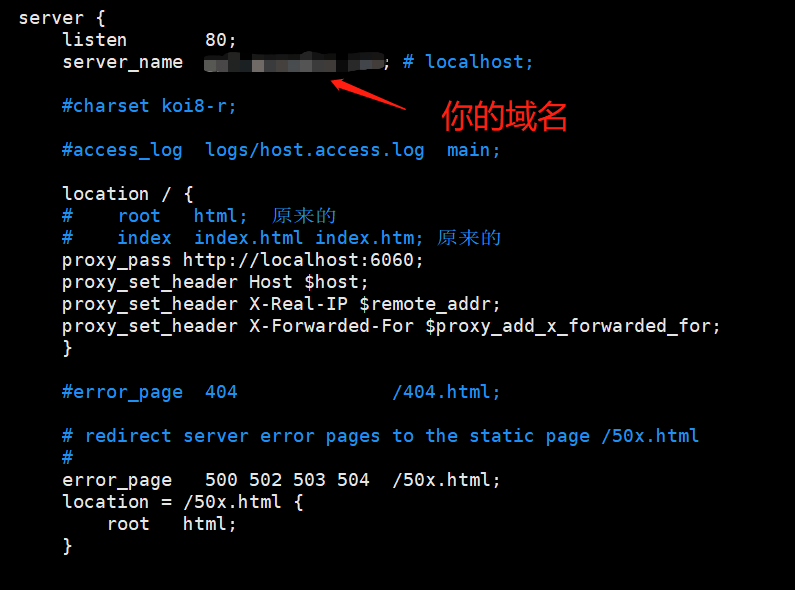 server {
listen 80;
server_name ; # localhost;
你的域名
#charset koi8-r;
#access_log logs/host.access.log main;
location / {
# root html; 原来的
# index index.html index.htm; 原来的
proxy_pass http://localhost:6060;
proxy_set_header Host $host;
proxy_set_header X-Real-IP $remote_addr;
proxy_set_header X-Forwarded-For $proxy_add_x_forwarded_for;
}
#error_page 404 /404.html;
# redirect server error pages to the static page /50x.html
#
error_page 500 502 503 504 /50x.html;
location = /50x.html {
root html;
}